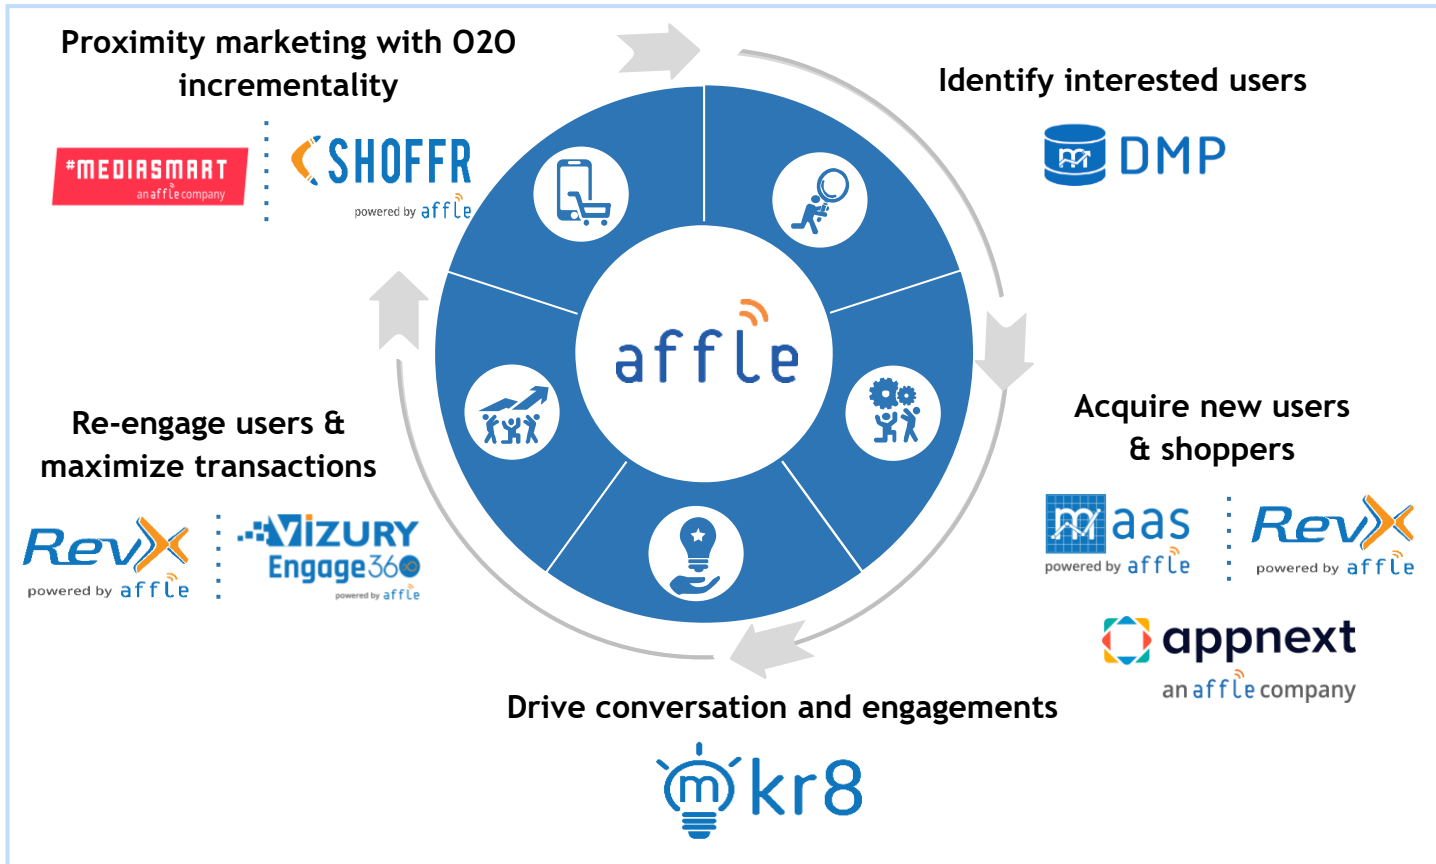 Proximity marketing with O2O
incrementality
#MEDIASMART
an affle company
SHOFFR
powered by affle
Identify interested users
m DMP
affle
Acquire new users
& shoppers
maas
powered by affle
RevX
powered by affle
appnext
an affle company
Re-engage users &
maximize transactions
RevX
powered by affle
VIZURY
Engage360
powered by affle
Drive conversation and engagements
mkr8